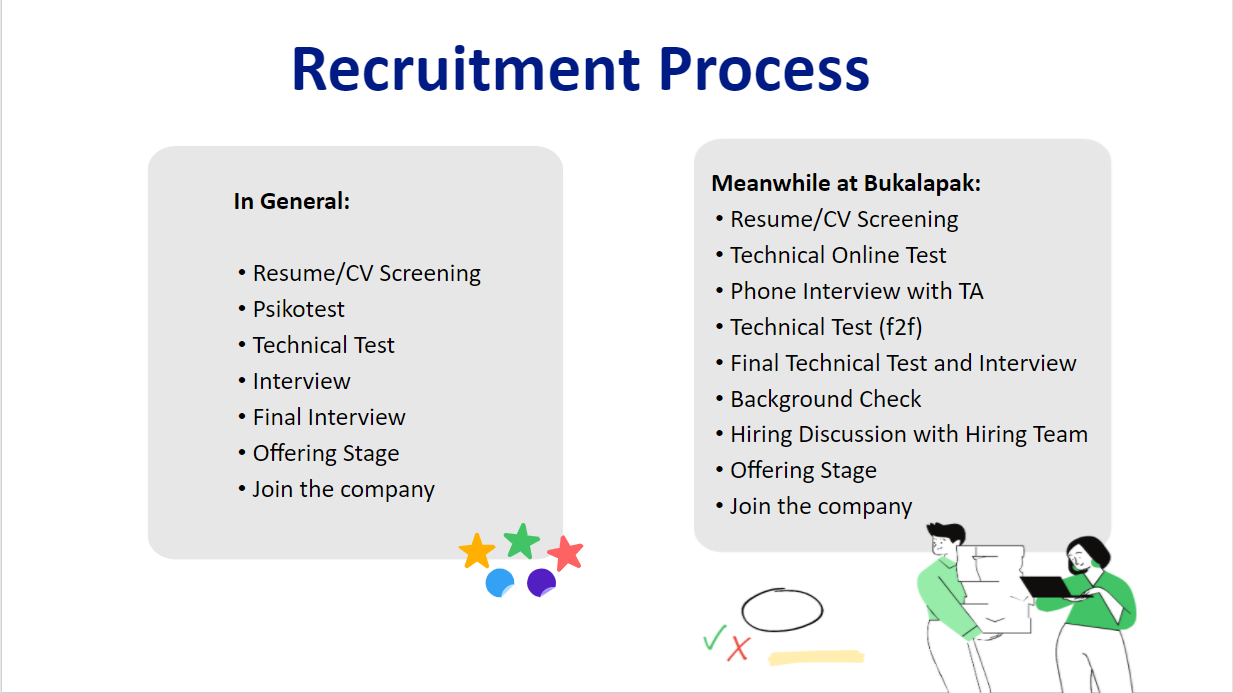 Recruitment Process
In General:
• Resume/CV Screening
• Psikotest
• Technical Test
• Interview
• Final Interview
• Offering Stage
• Join the company
Meanwhile at Bukalapak:
• Resume/CV Screening
• Technical Online Test
• Phone Interview with TA
• Technical Test (f2f)
• Final Technical Test and Interview
• Background Check
• Hiring Discussion with Hiring Team
• Offering Stage
• Join the company